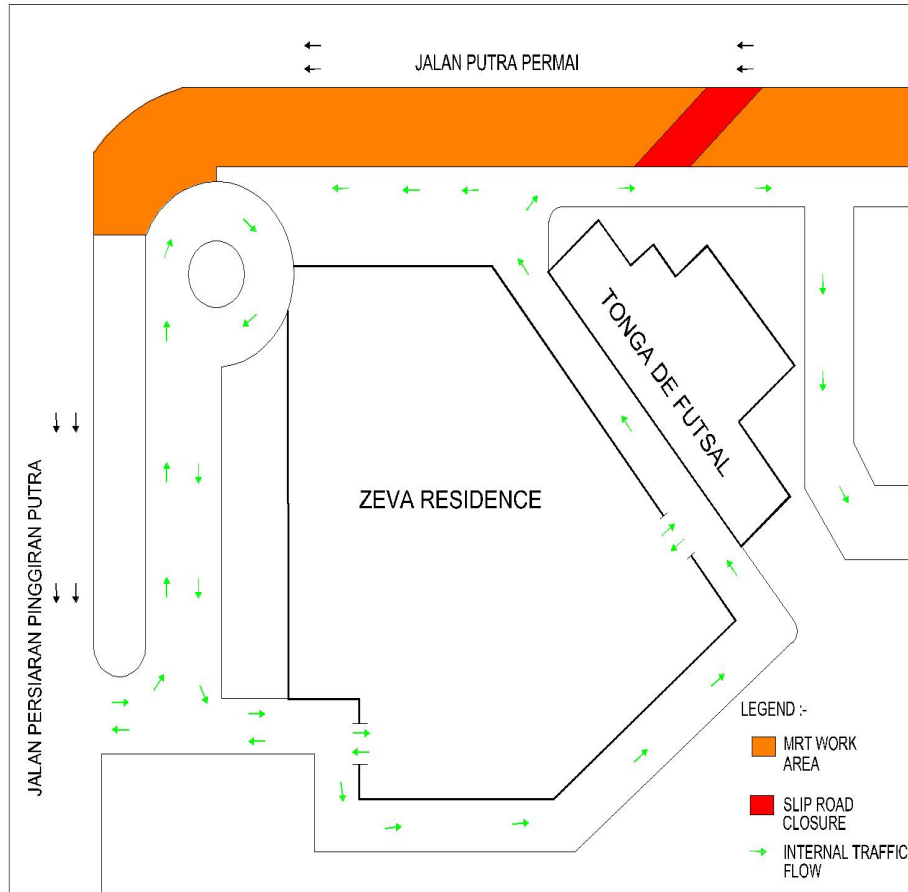 JALAN PUTRA PERMAI
TONGA DE FUTSAL
ZEVA RESIDENCE
JALAN PERSIARAN PINGGIRAN PUTRA
LEGEND :-
MRT WORK
AREA
SLIP ROAD
CLOSURE
INTERNAL TRAFFIC
FLOW